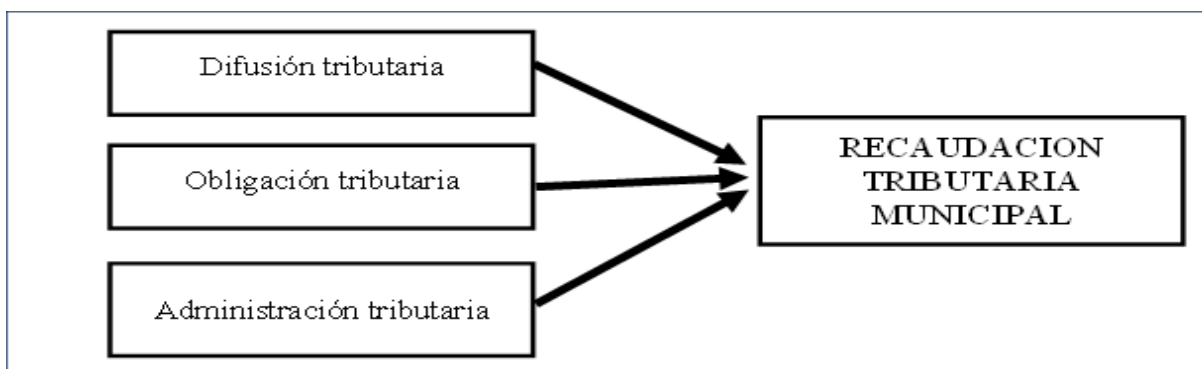 Difusión tributaria
Obligación tributaria
Administración tributaria
RECAUDACION
TRIBUTARIA
MUNICIPAL